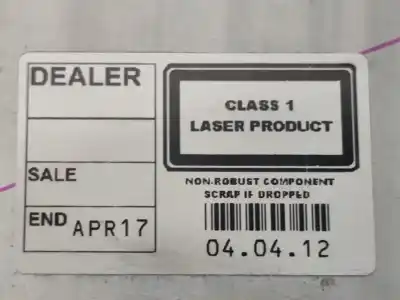 DEALER
SALE
END APR17
CLASS 1
LASER PRODUCT
NON-ROBUST COMPONENT
SCRAP IF DROPPED
04.04.12